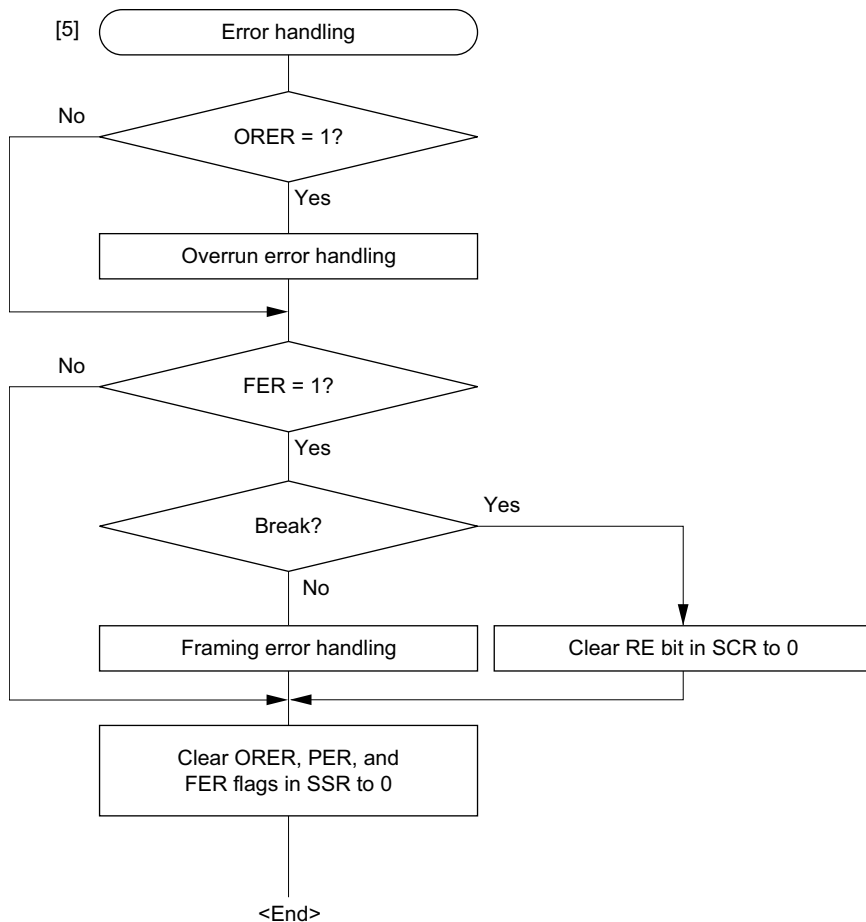 [5]
Error handling
No
ORER = 1?
Yes
Overrun error handling
No
FER = 1?
Yes
Break?
Yes
No
Framing error handling
Clear RE bit in SCR to 0
Clear ORER, PER, and
FER flags in SSR to 0
<End>